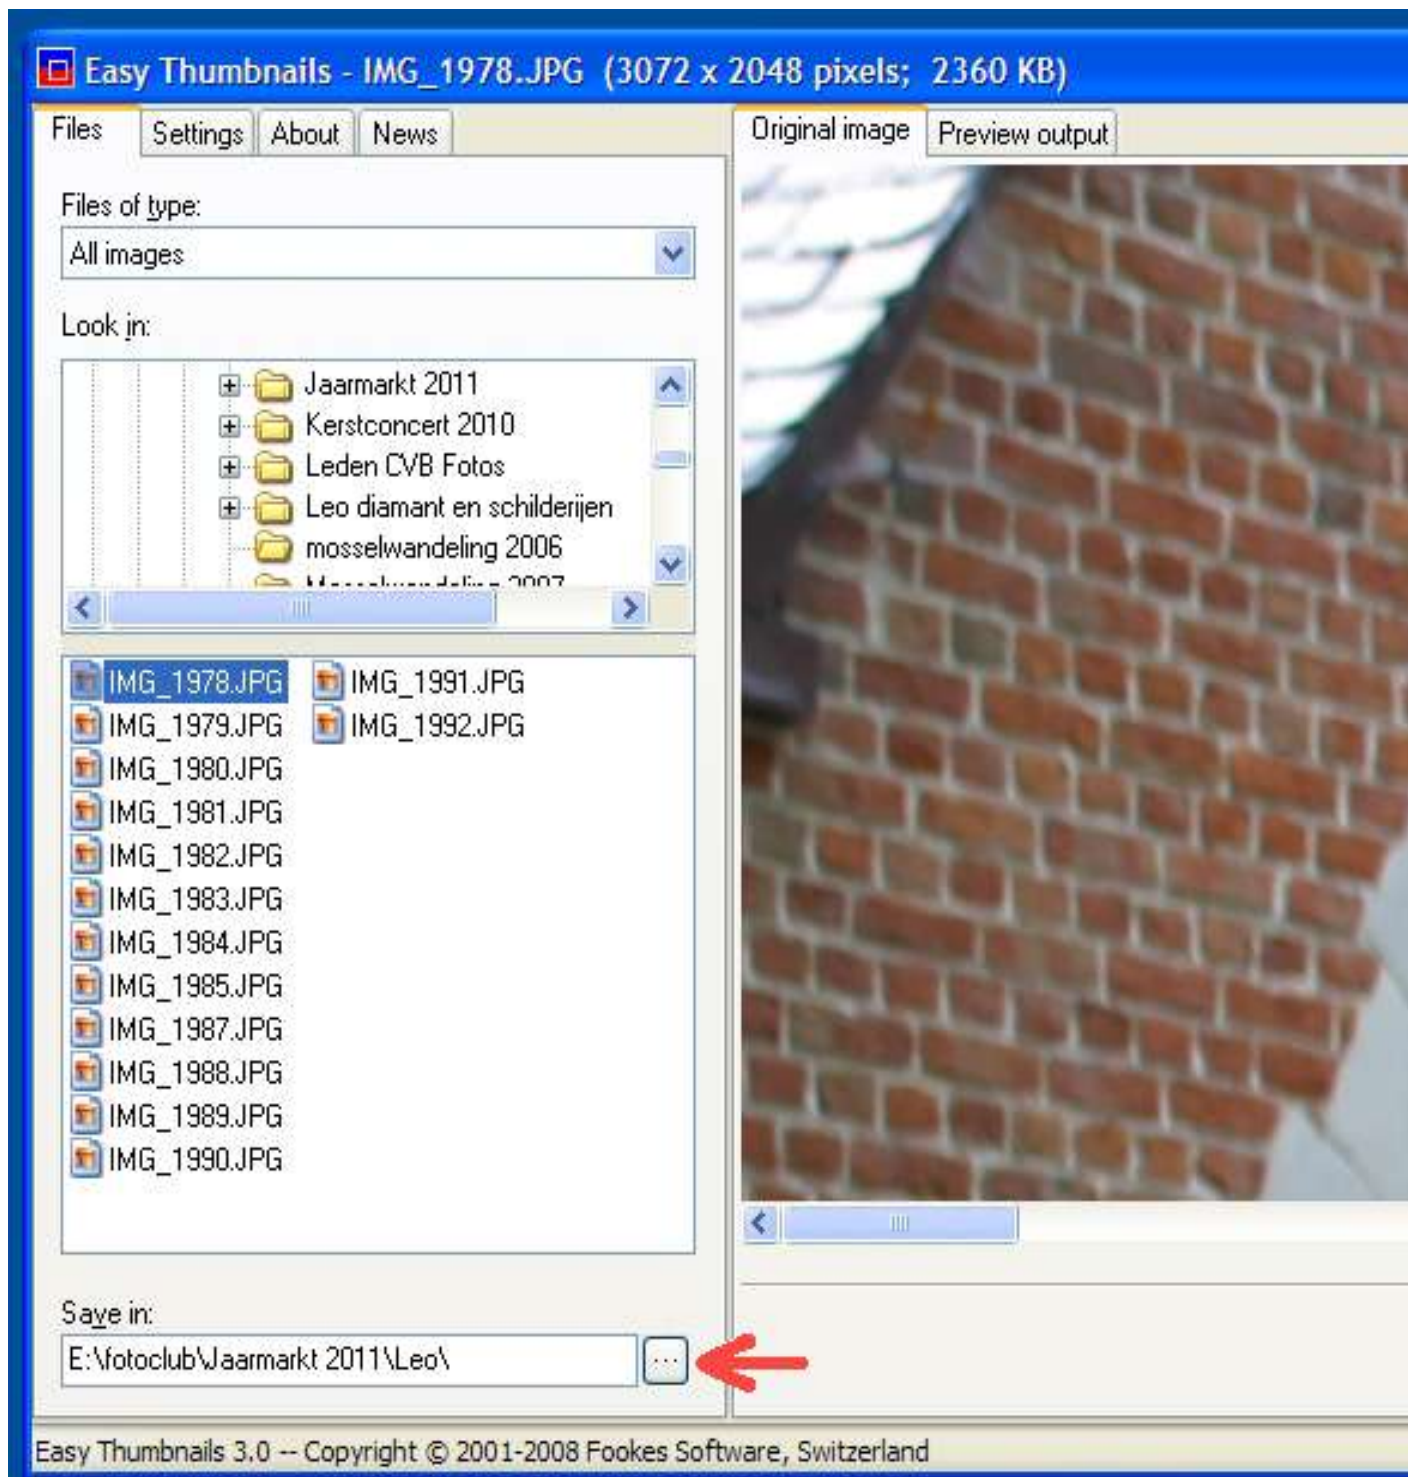 Easy Thumbnails - IMG_1978.JPG (3072 x 2048 pixels; 2360 KB)
Files Settings About News
Original image Preview output
Files of type:
All images
Look in:
Jaarmarkt 2011
Kerstconcert 2010
Leden CVB Fotos
Leo diamant en schilderijen
mosselwandeling 2006
Mosselwandeling 2007
IMG_1978.JPG
IMG_1979.JPG
IMG_1980.JPG
IMG_1981.JPG
IMG_1982.JPG
IMG_1983.JPG
IMG_1984.JPG
IMG_1985.JPG
IMG_1987.JPG
IMG_1988.JPG
IMG_1989.JPG
IMG_1990.JPG
IMG_1991.JPG
IMG_1992.JPG
Save in:
E:\fotoclub\Jaarmarkt 2011\Leo\
...
Easy Thumbnails 3.0 -- Copyright © 2001-2008 Fookes Software, Switzerland